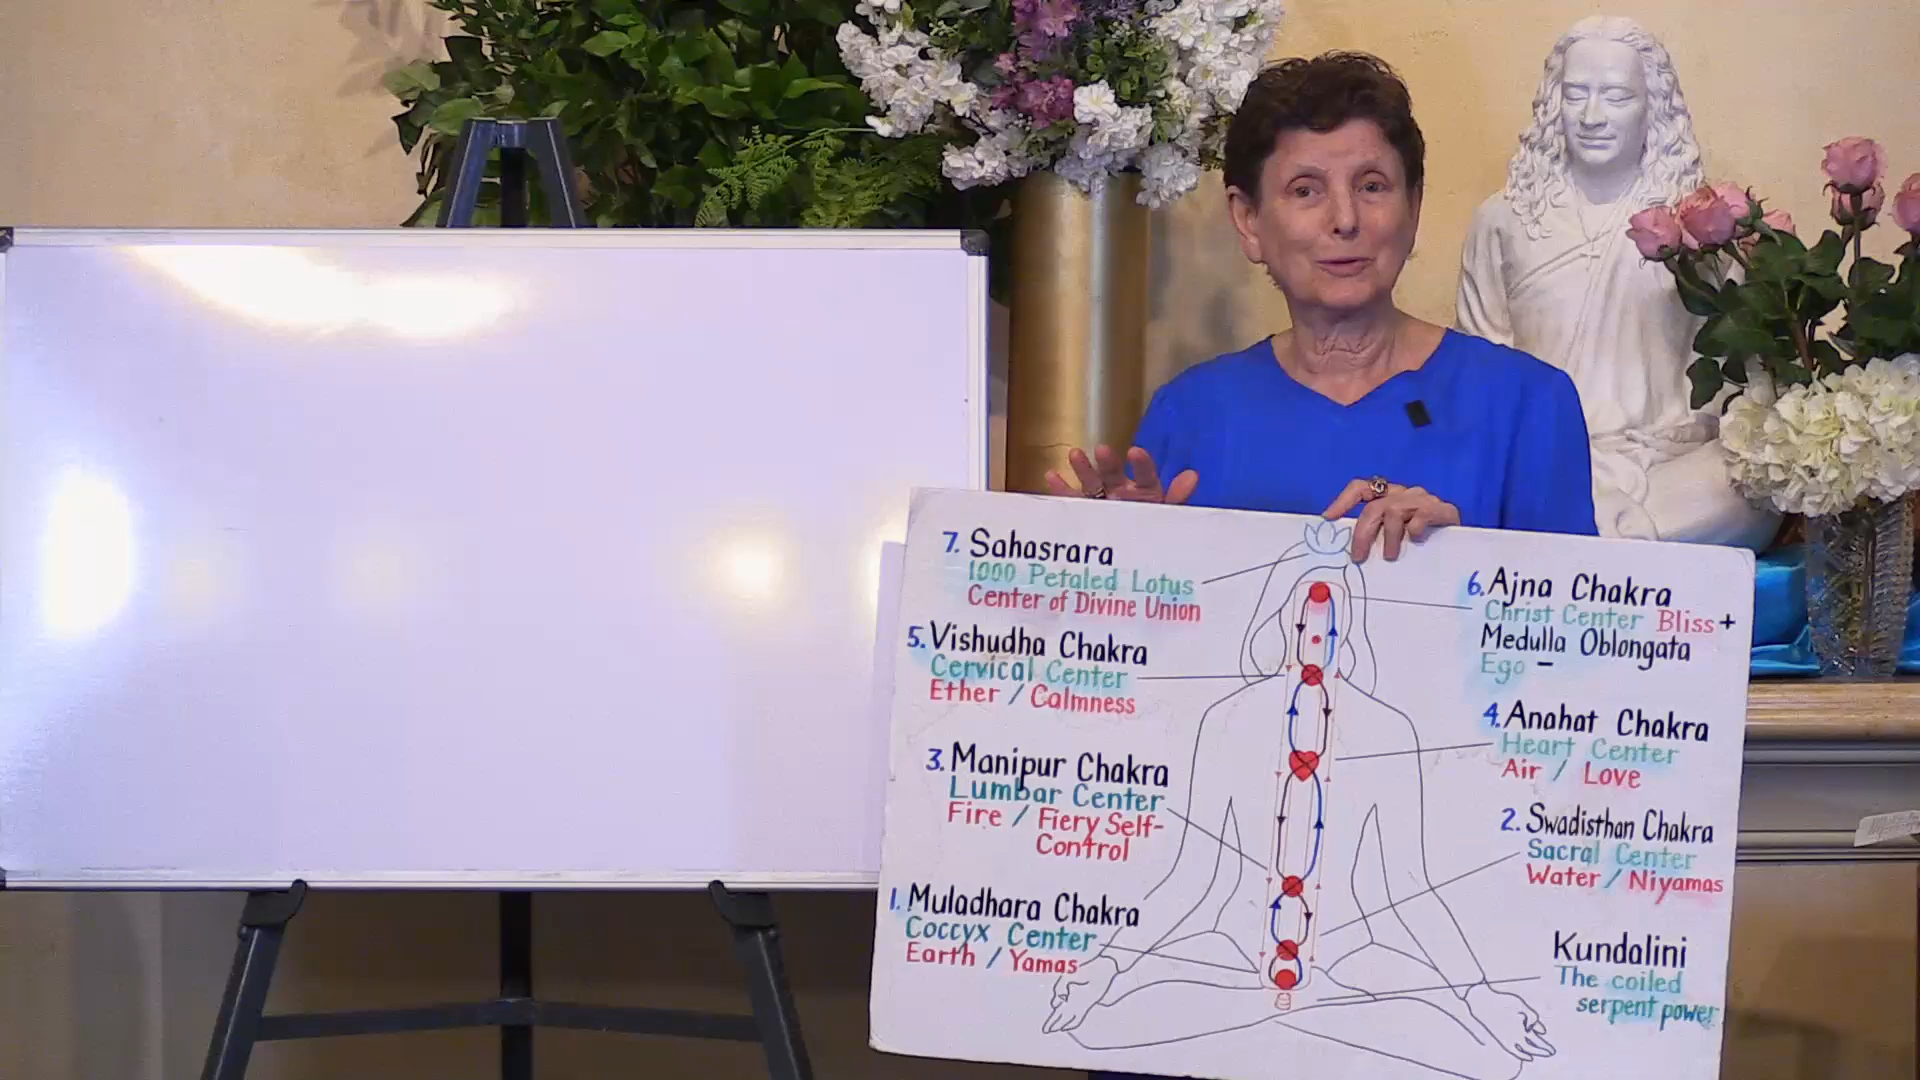 7. Sahasrara
1000 Petaled Lotus
Center of Divine Union
6. Ajna Chakra
Christ Center Bliss +
Medulla Oblongata
Ego –
5. Vishudha Chakra
Cervical Center
Ether / Calmness
4. Anahat Chakra
Heart Center
Air / Love
3. Manipur Chakra
Lumbar Center
Fire / Fiery Self-
Control
2. Swadisthan Chakra
Sacral Center
Water / Niyamas
1. Muladhara Chakra
Coccyx Center
Earth / Yamas
Kundalini
The coiled
serpent power